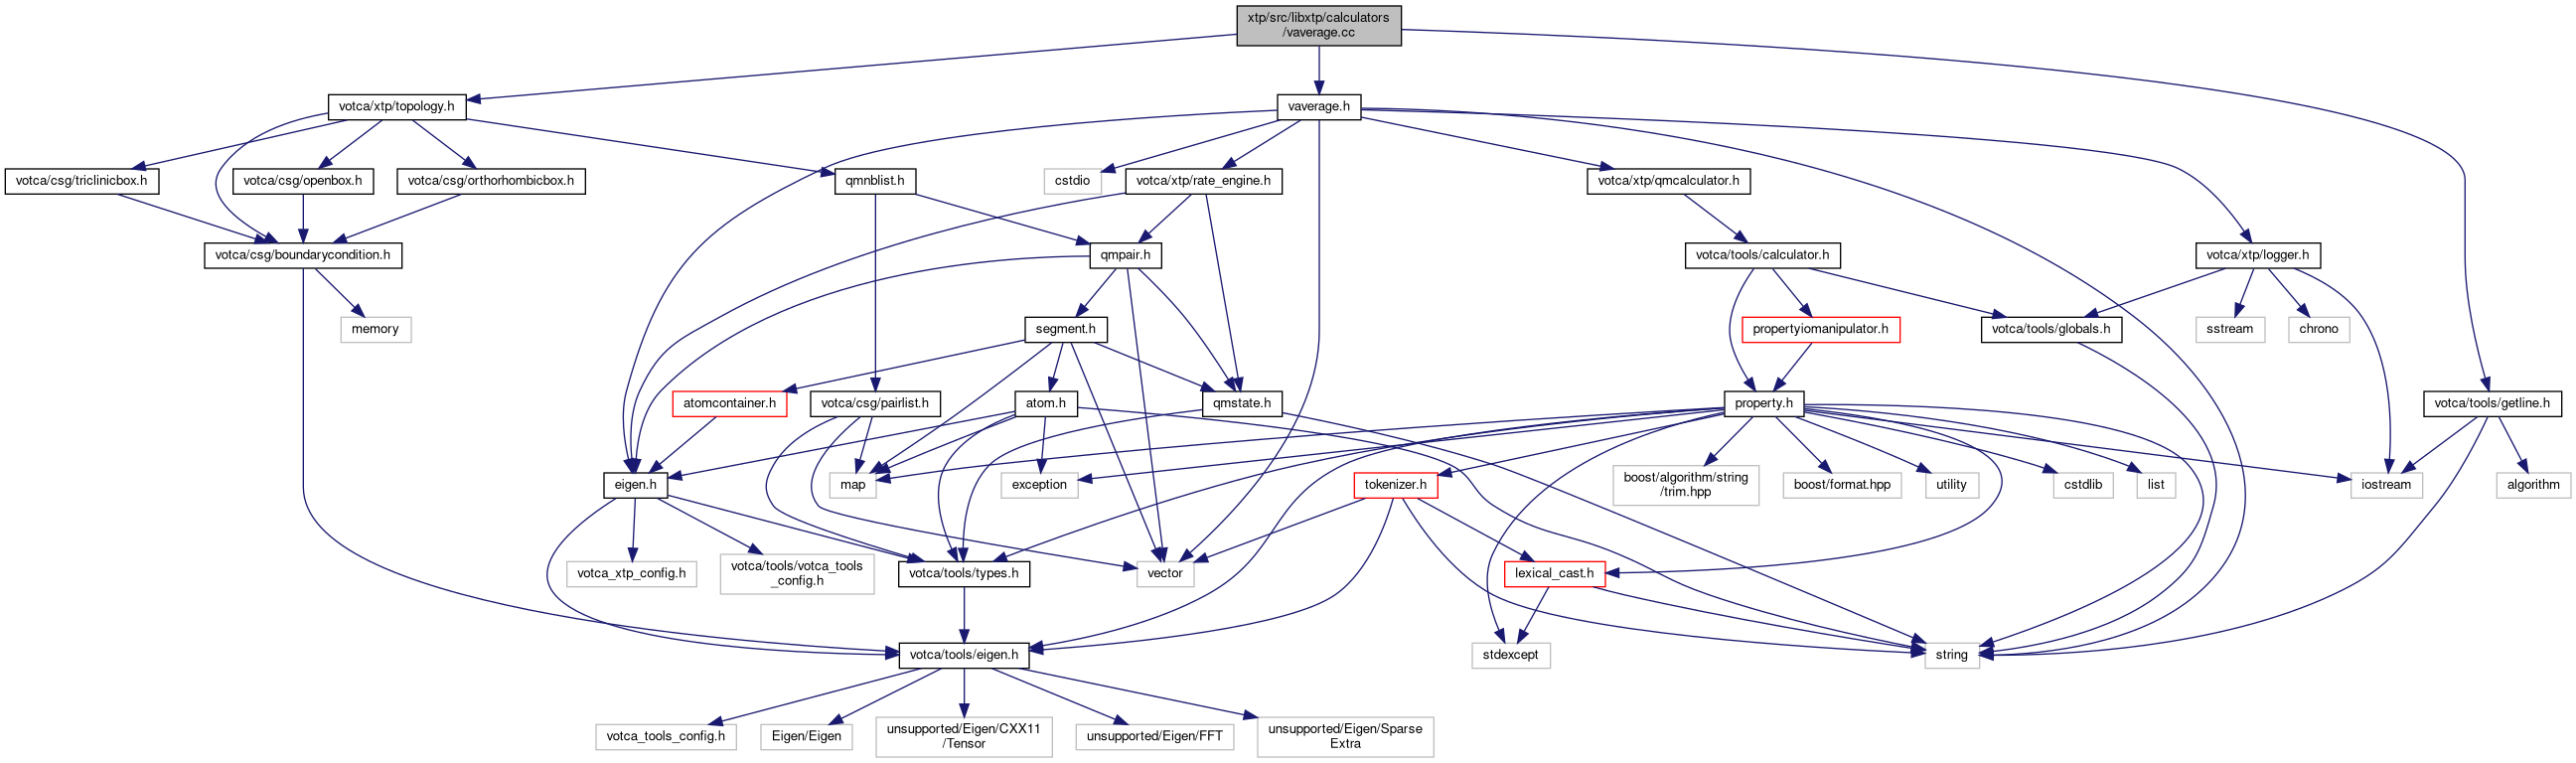 xtp/src/libxtp/calculators
/vaverage.cc
votca/xtp/topology.h
vaverage.h
votca/csg/triclinicbox.h
votca/csg/openbox.h
votca/csg/orthorhombicbox.h
qmnblist.h
cstdio
votca/xtp/rate_engine.h
votca/xtp/qmcalculator.h
votca/csg/boundarycondition.h
qmpair.h
votca/tools/calculator.h
votca/xtp/logger.h
memory
segment.h
propertyiomanipulator.h
votca/tools/globals.h
sstream
chrono
atomcontainer.h
votca/csg/pairlist.h
atom.h
qmstate.h
property.h
votca/tools/getline.h
eigen.h
map
exception
tokenizer.h
boost/algorithm/string
/trim.hpp
boost/format.hpp
utility
cstdlib
list
iostream
algorithm
votca_xtp_config.h
votca/tools/votca_tools
_config.h
votca/tools/types.h
vector
lexical_cast.h
votca/tools/eigen.h
stdexcept
string
votca_tools_config.h
Eigen/Eigen
unsupported/Eigen/CXX11
/Tensor
unsupported/Eigen/FFT
unsupported/Eigen/Sparse
Extra